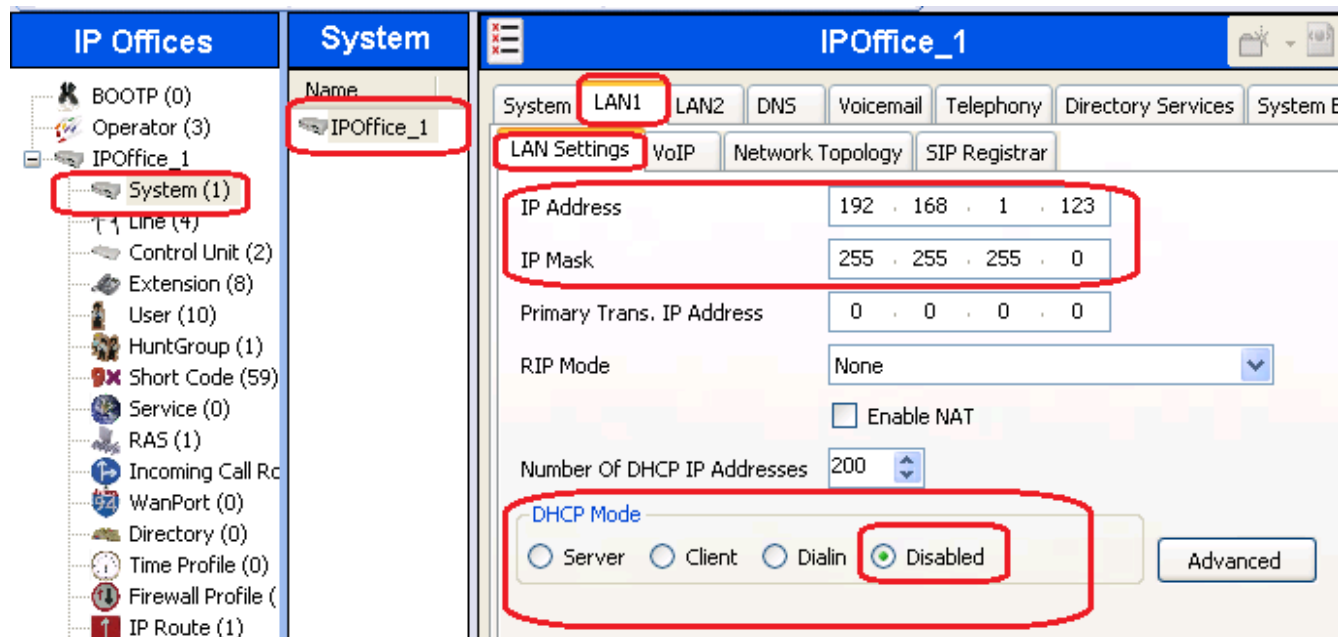 IP Offices
BOOTP (0)
Operator (3)
IPOffice_1
System (1)
Line (4)
Control Unit (2)
Extension (8)
User (10)
HuntGroup (1)
Short Code (59)
Service (0)
RAS (1)
Incoming Call Ro
WanPort (0)
Directory (0)
Time Profile (0)
Firewall Profile (
IP Route (1)
System
Name
IPOffice_1
IPOffice_1
System LAN1 LAN2 DNS Voicemail Telephony Directory Services System E
LAN Settings VoIP Network Topology SIP Registrar
IP Address 192 . 168 . 1 . 123
IP Mask 255 . 255 . 255 . 0
Primary Trans. IP Address 0 . 0 . 0 . 0
RIP Mode None
Enable NAT
Number Of DHCP IP Addresses 200
DHCP Mode
Server Client Dialin Disabled Advanced